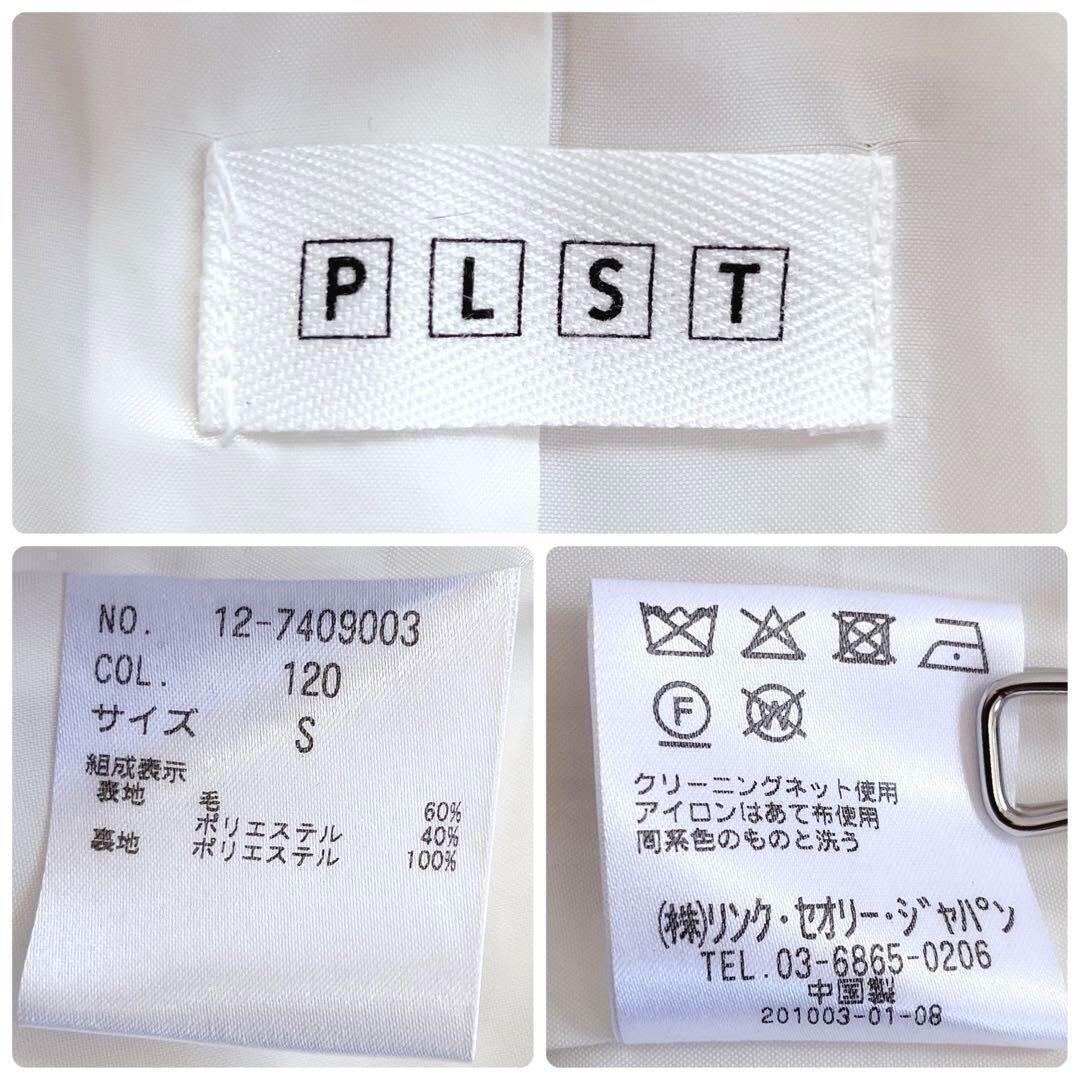 PLST
NO. 12-7409003
COL. 120
サイズ S
組成表示
表地 毛 60%
ポリエステル 40%
裏地 ポリエステル 100%
F
W
クリーニングネット使用
アイロンはあて布使用
同系色のものと洗う
(株)リンク・セオリー・ジャパン
TEL.03-6865-0206
中国製
201003-01-08